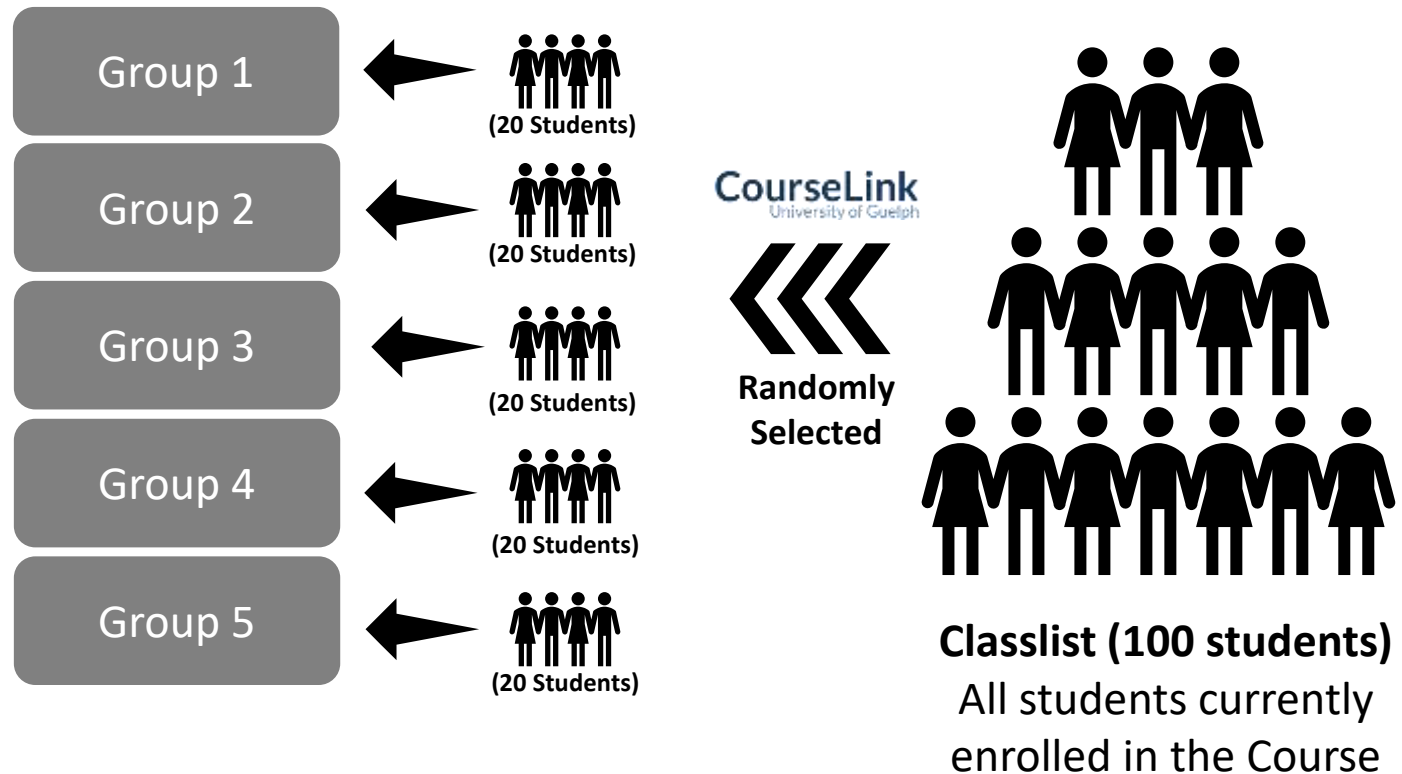 Group 1
(20 Students)
Group 2
(20 Students)
Group 3
(20 Students)
Group 4
(20 Students)
Group 5
(20 Students)
CourseLink
University of Guelph
Randomly
Selected
Classlist (100 students)
All students currently
enrolled in the Course